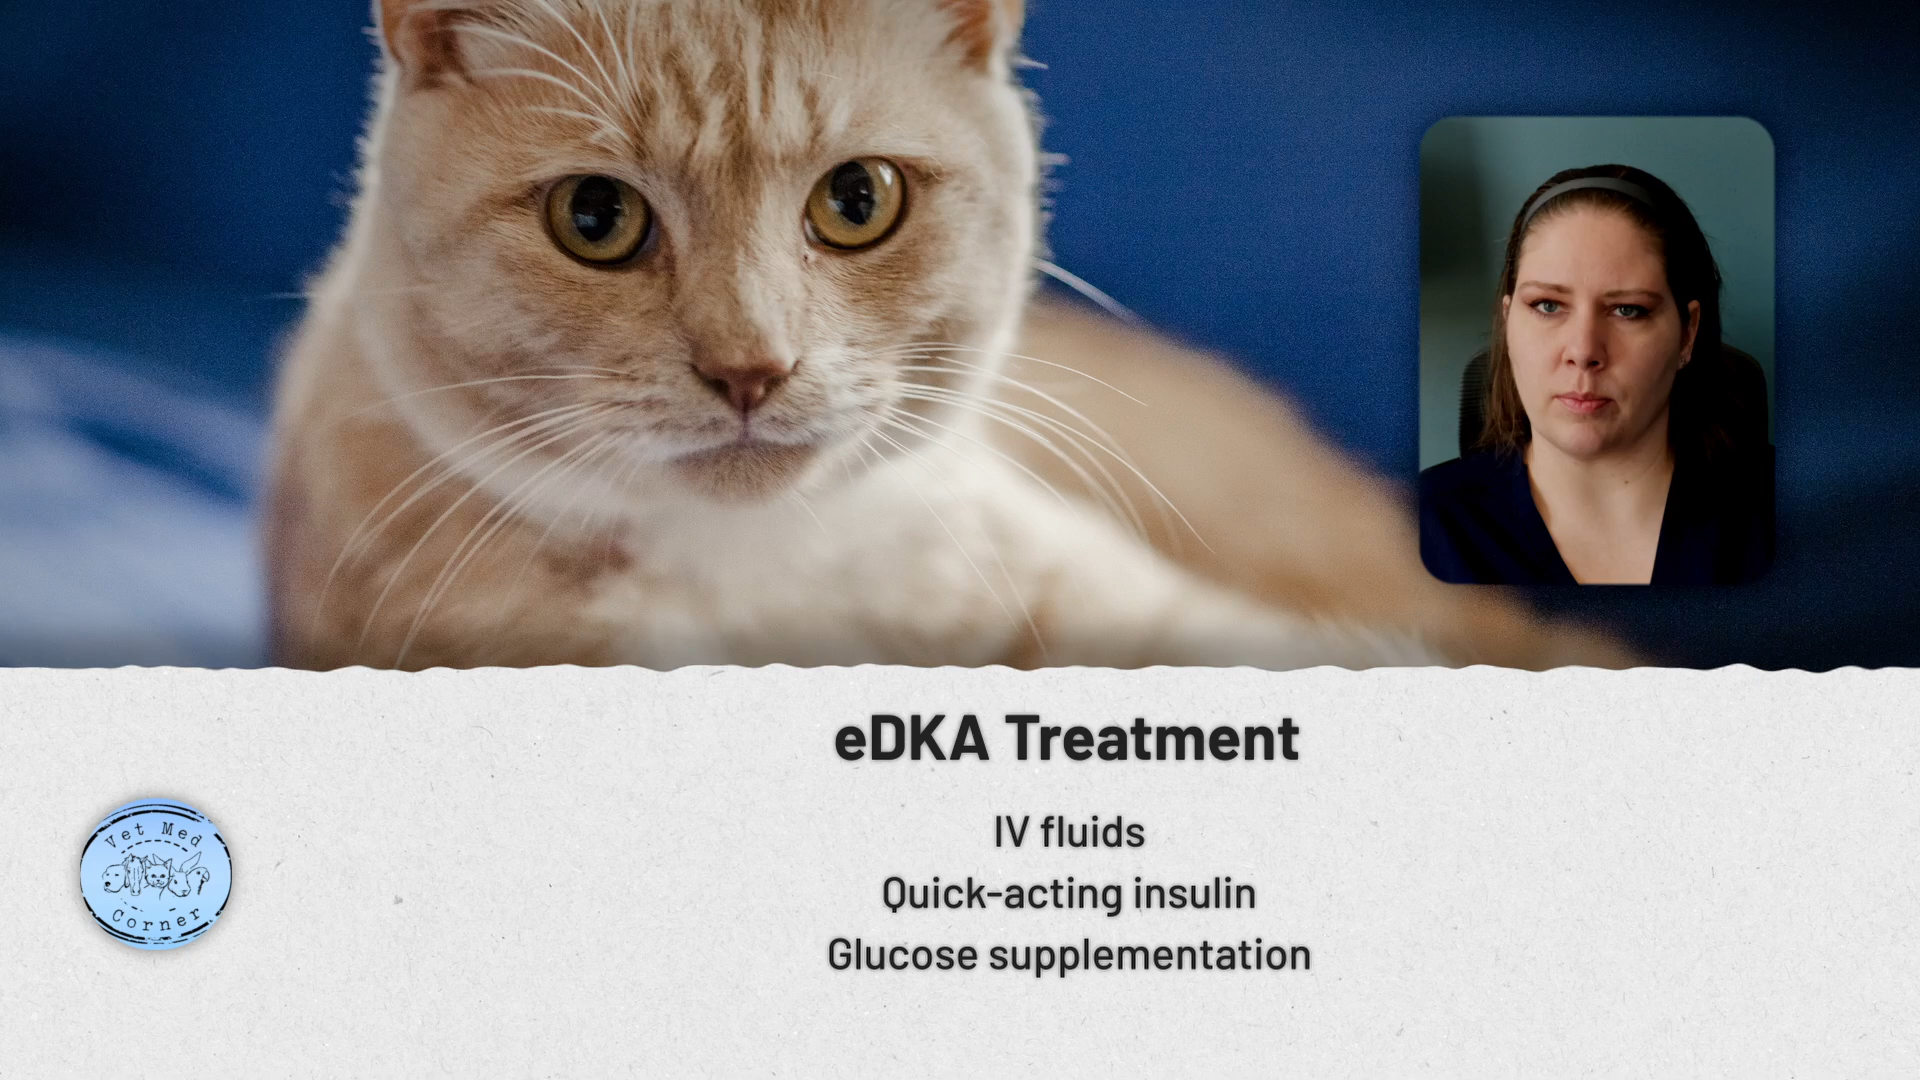 eDKA Treatment
IV fluids
Quick-acting insulin
Glucose supplementation
Vet Med
Corner